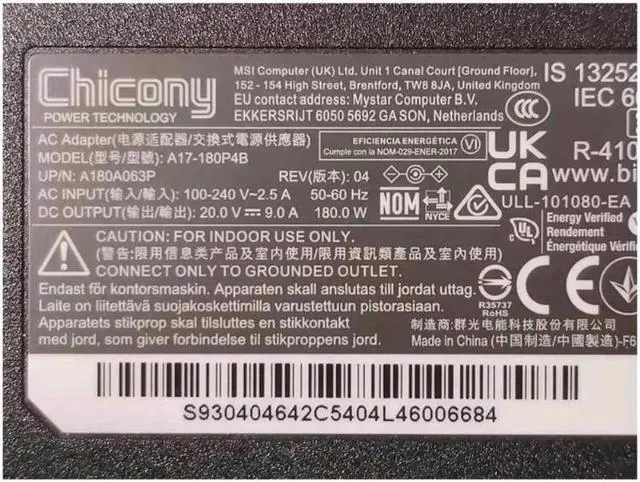 Chicony
POWER TECHNOLOGY
MSI Computer (UK) Ltd. Unit 1 Canal Court [Ground Floor],
152 - 154 High Street, Brentford, TW8 8JA, United Kingdom
EU contact address: Mystar Computer B.V.
EKKERSRIJT 6050 5692 GA SON, Netherlands
CCC
IS 13252
IEC 6
AC Adapter(电源适配器/交換式電源供應器)
MODEL(型号/型號): A17-180P4B
UP/N: A180A063P REV(版本): 04
AC INPUT(输入/輸入): 100-240 V~2.5 A 50-60 Hz
DC OUTPUT(输出/輸出): 20.0 V 9.0 A 180.0 W
EFICIENCIA ENERGÉTICA
Cumple con la NOM-029-ENER-2017
VI
- +
NOM
NYCE
UK
CA
R-410
www.bi
ULL-101080-EA
UL
Energy Verified
Rendement
Énergétique Vérifi
CAUTION: FOR INDOOR USE ONLY.
(警告:限用信息类产品及室内使用/限用資訊類產品及室內使用)
CONNECT ONLY TO GROUNDED OUTLET.
Endast för kontorsmaskin. Apparaten skall anslutas till jordat uttag.
Laite on liitettävä suojakoskettimilla varustettuun pistorasiaan.
Apparatets stikprop skal tilsluttes en stikkontakt
med jord, som giver forbindelse til stikproppens jord.
R35737
RoHS
CE
制造商: 群光电能科技股份有限公司
Made in China (中国制造/中國製造)-F6
S930404642C5404L46006684